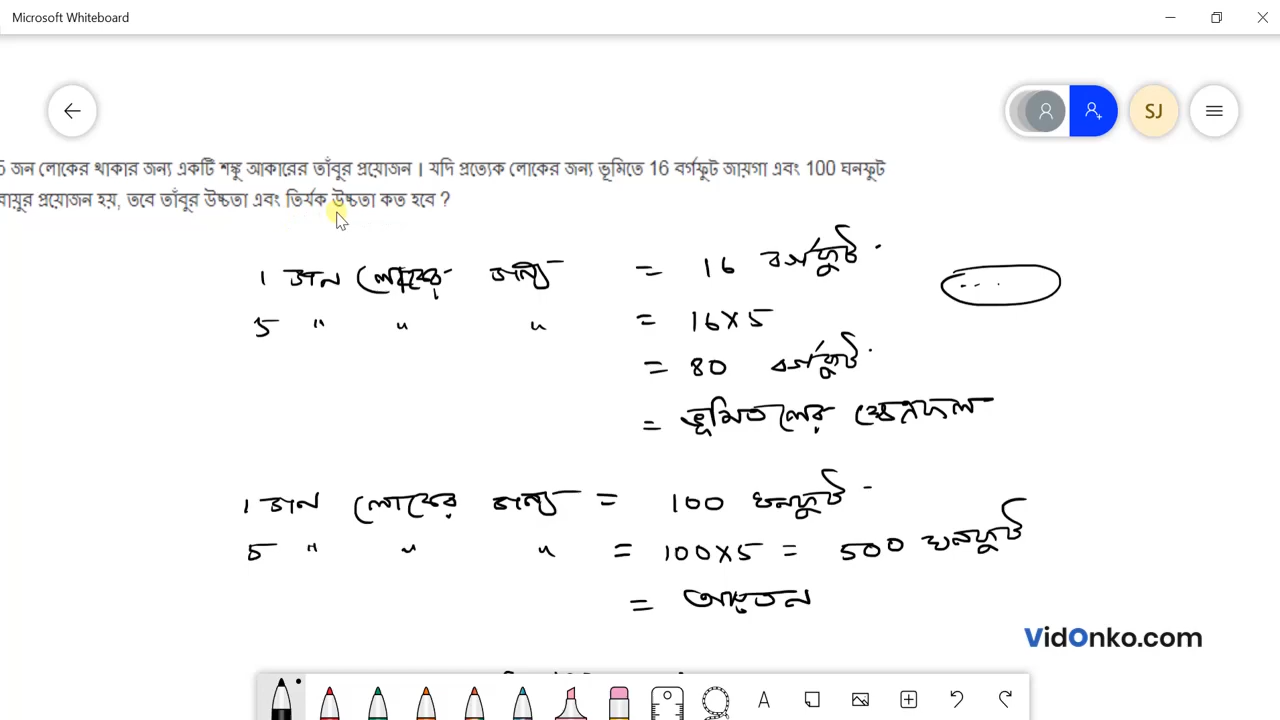 Microsoft Whiteboard
SJ
5 জন লোকের থাকার জন্য একটি শঙ্কু আকারের তাঁবুর প্রয়োজন । যদি প্রত্যেক লোকের জন্য ভূমিতে 16 বর্গফুট জায়গা এবং 100 ঘনফুট
বায়ুর প্রয়োজন হয়, তবে তাঁবুর উচ্চতা এবং তির্যক উচ্চতা কত হবে ?
1 জন লোকের জন্য = 16 বর্গফুট
5 " " " = 16×5
= 80 বর্গফুট
= ভূমিতলের ক্ষেত্রফল
1 জন লোকের জন্য = 100 ঘনফুট
5 " " " = 100×5 = 500 ঘনফুট
= আয়তন
VidOnko.com
A